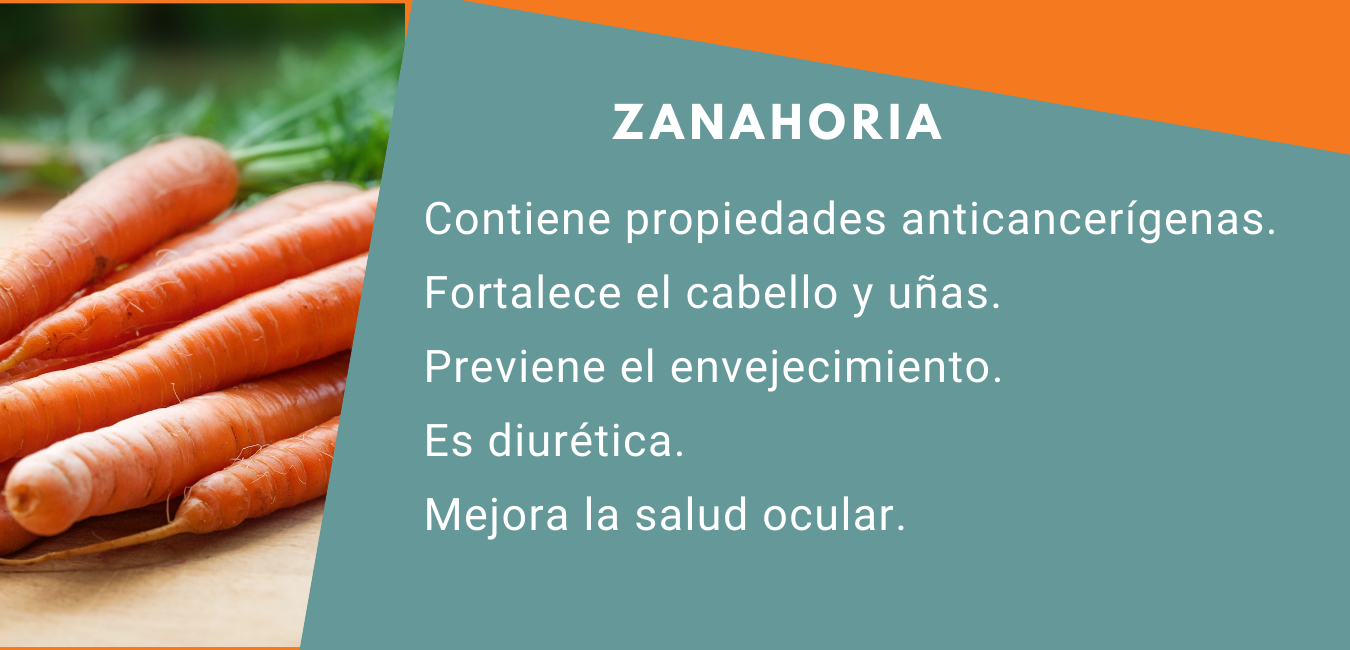 ZANAHORIA
Contiene propiedades anticancerígenas.
Fortalece el cabello y uñas.
Previene el envejecimiento.
Es diurética.
Mejora la salud ocular.